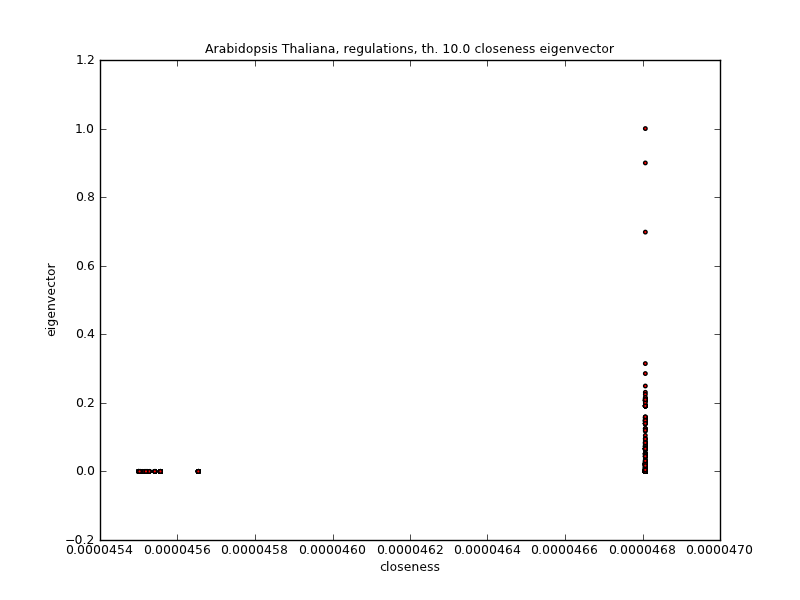 Arabidopsis Thaliana, regulations, th. 10.0 closeness eigenvector
1.2
1.0
0.8
0.6
0.4
0.2
0.0
−0.2
eigenvector
0.0000454 0.0000456 0.0000458 0.0000460 0.0000462 0.0000464 0.0000466 0.0000468 0.0000470
closeness